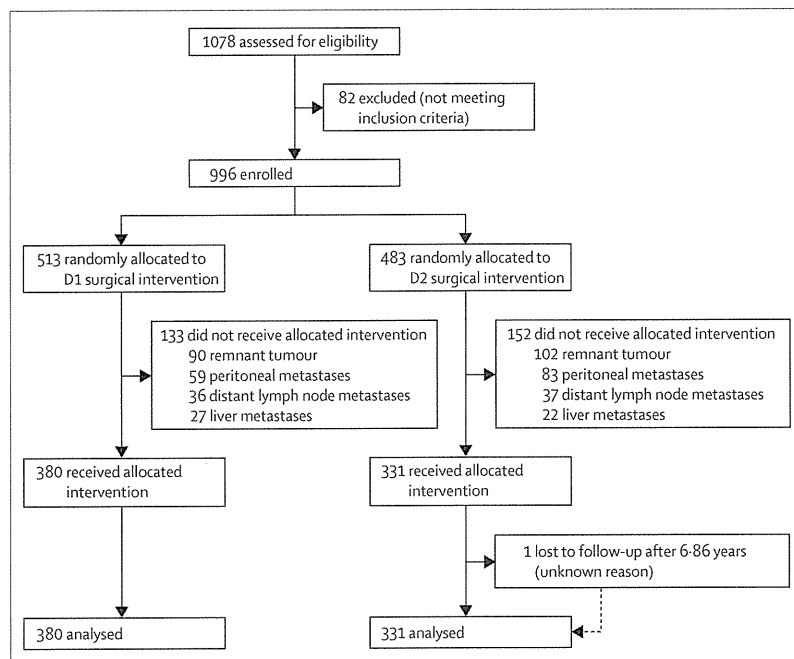 1078 assessed for eligibility
82 excluded (not meeting
inclusion criteria)
996 enrolled
513 randomly allocated to
D1 surgical intervention
483 randomly allocated to
D2 surgical intervention
133 did not receive allocated intervention
90 remnant tumour
59 peritoneal metastases
36 distant lymph node metastases
27 liver metastases
152 did not receive allocated intervention
102 remnant tumour
83 peritoneal metastases
37 distant lymph node metastases
22 liver metastases
380 received allocated
intervention
331 received allocated
intervention
1 lost to follow-up after 6·86 years
(unknown reason)
380 analysed
331 analysed